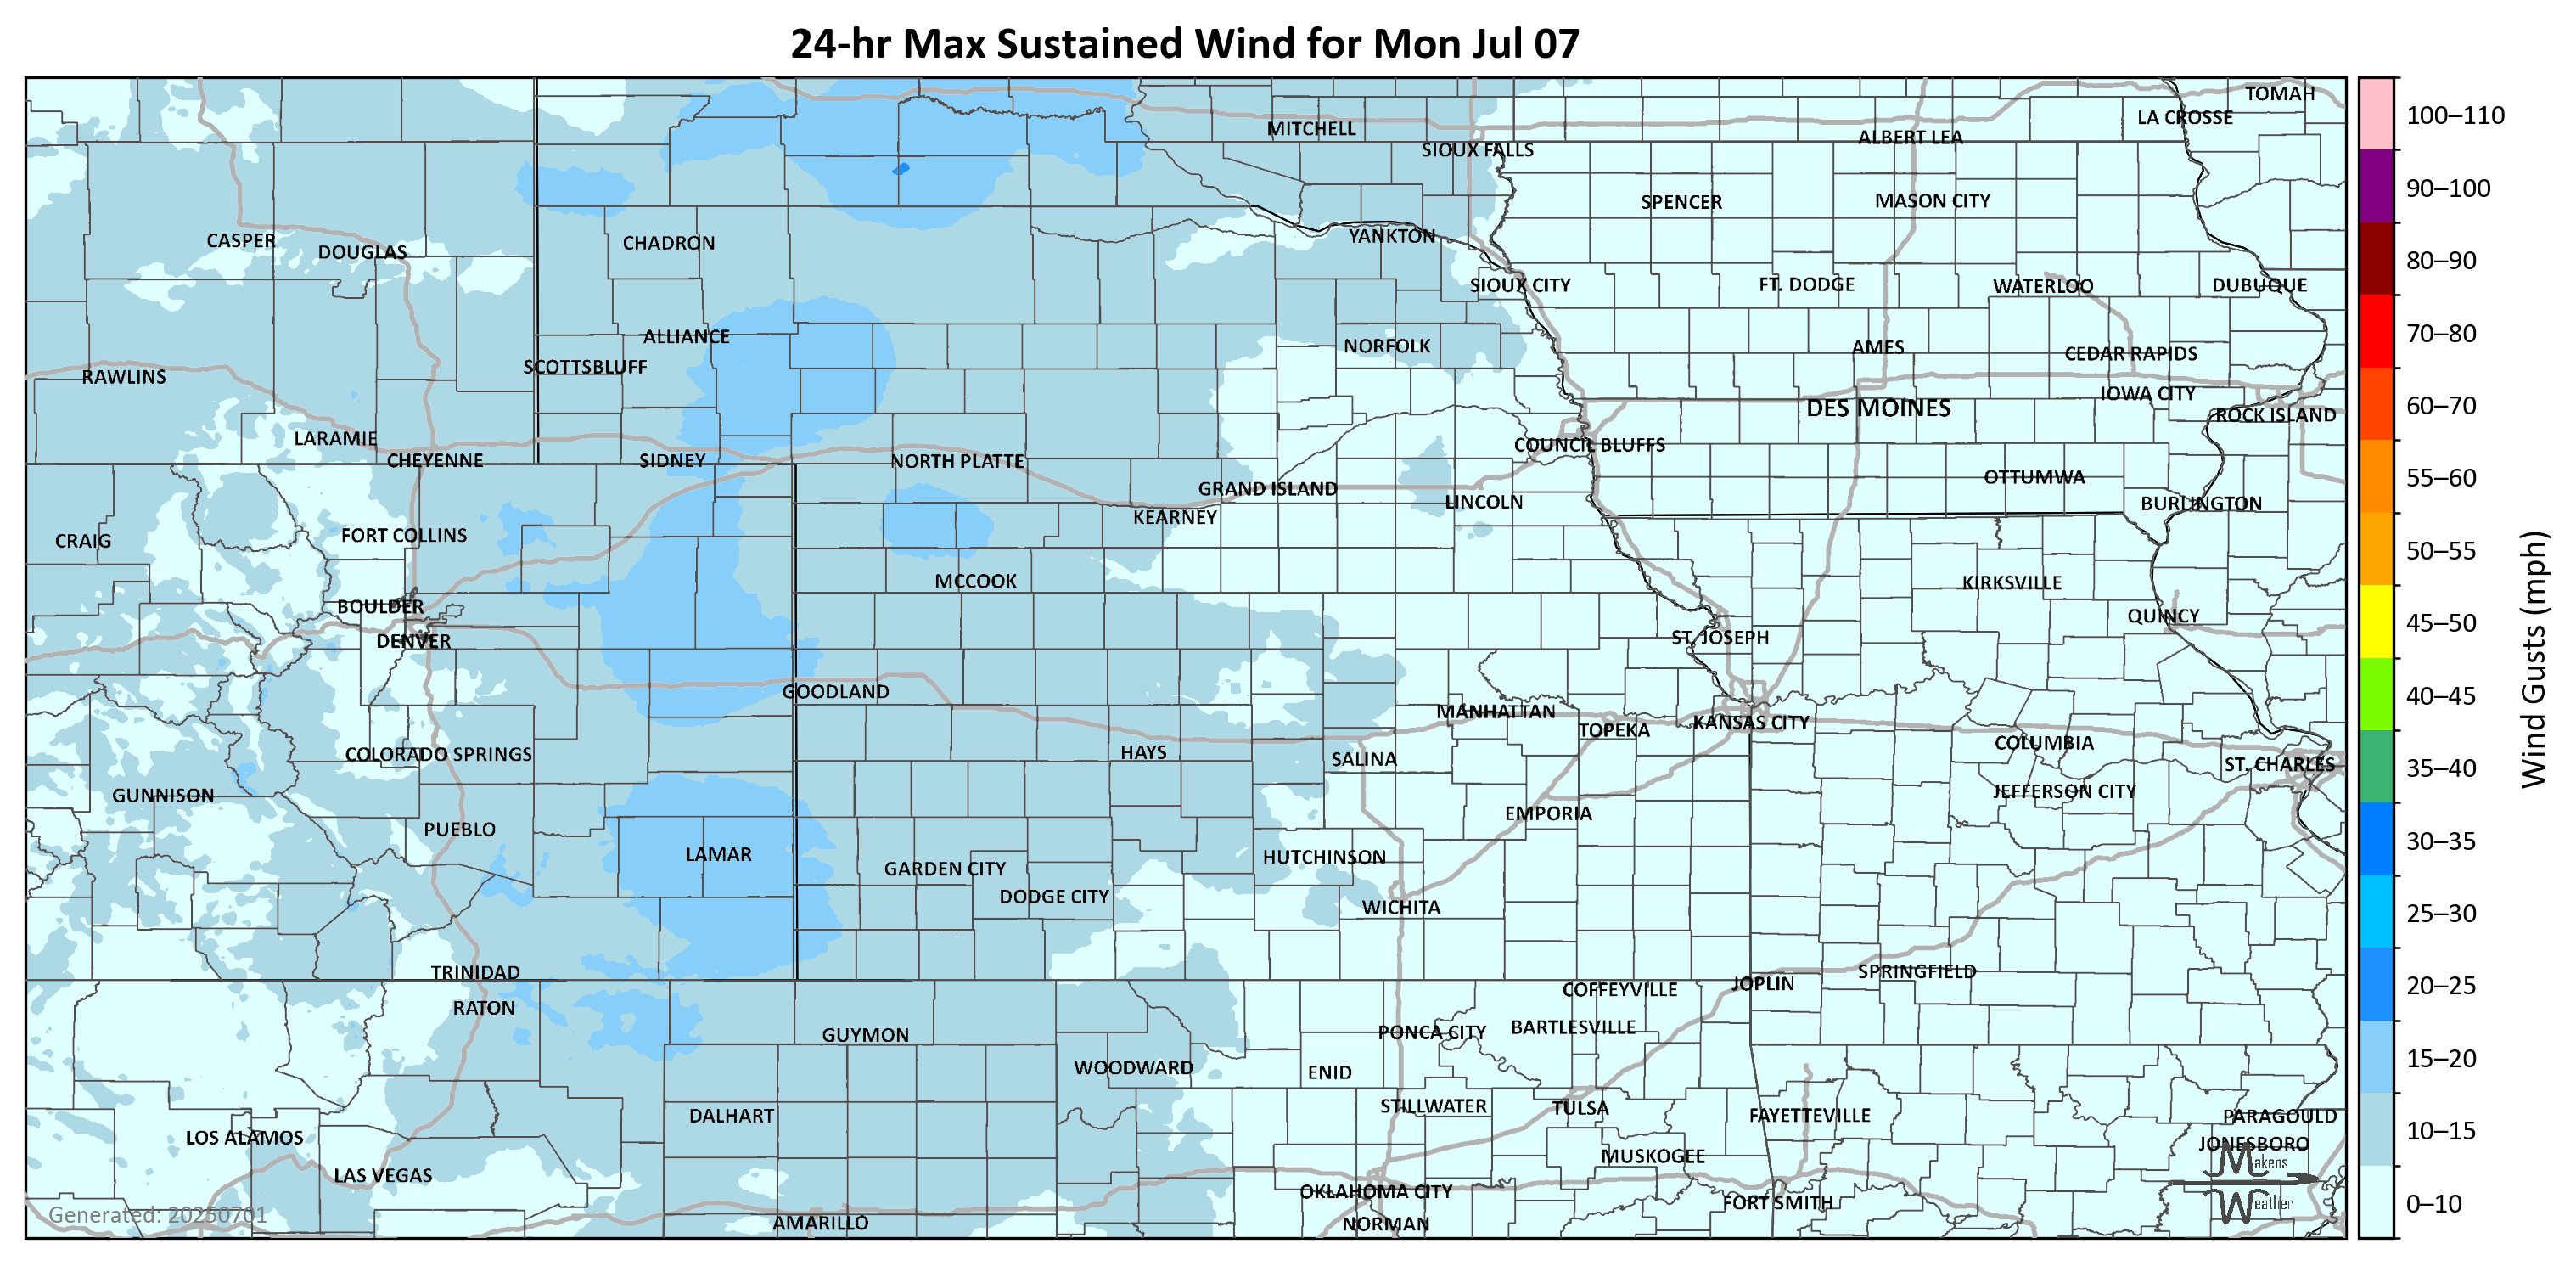 24-hr Max Sustained Wind for Mon Jul 07
TOMAH
LA CROSSE
MITCHELL
ALBERT LEA
SIOUX FALLS
SPENCER
MASON CITY
CASPER
DOUGLAS
CHADRON
YANKTON
SIOUX CITY
FT. DODGE
WATERLOO
DUBUQUE
ALLIANCE
NORFOLK
AMES
CEDAR RAPIDS
SCOTTSBLUFF
RAWLINS
IOWA CITY
DES MOINES
ROCK ISLAND
LARAMIE
COUNCIL BLUFFS
CHEYENNE
SIDNEY
NORTH PLATTE
OTTUMWA
GRAND ISLAND
LINCOLN
BURLINGTON
KEARNEY
CRAIG
FORT COLLINS
MCCOOK
KIRKSVILLE
BOULDER
QUINCY
DENVER
ST. JOSEPH
GOODLAND
MANHATTAN
TOPEKA
KANSAS CITY
COLUMBIA
COLORADO SPRINGS
HAYS
SALINA
ST. CHARLES
GUNNISON
JEFFERSON CITY
EMPORIA
PUEBLO
LAMAR
HUTCHINSON
GARDEN CITY
DODGE CITY
WICHITA
TRINIDAD
SPRINGFIELD
JOPLIN
COFFEYVILLE
RATON
BARTLESVILLE
PONCA CITY
GUYMON
WOODWARD
ENID
STILLWATER
TULSA
DALHART
FAYETTEVILLE
PARAGOULD
LOS ALAMOS
JONESBORO
MUSKOGEE
LAS VEGAS
OKLAHOMA CITY
FORT SMITH
AMARILLO
NORMAN
Generated: 20250701
Makens
Weather
100–110
90–100
80–90
70–80
60–70
55–60
50–55
45–50
40–45
35–40
30–35
25–30
20–25
15–20
10–15
0–10
Wind Gusts (mph)